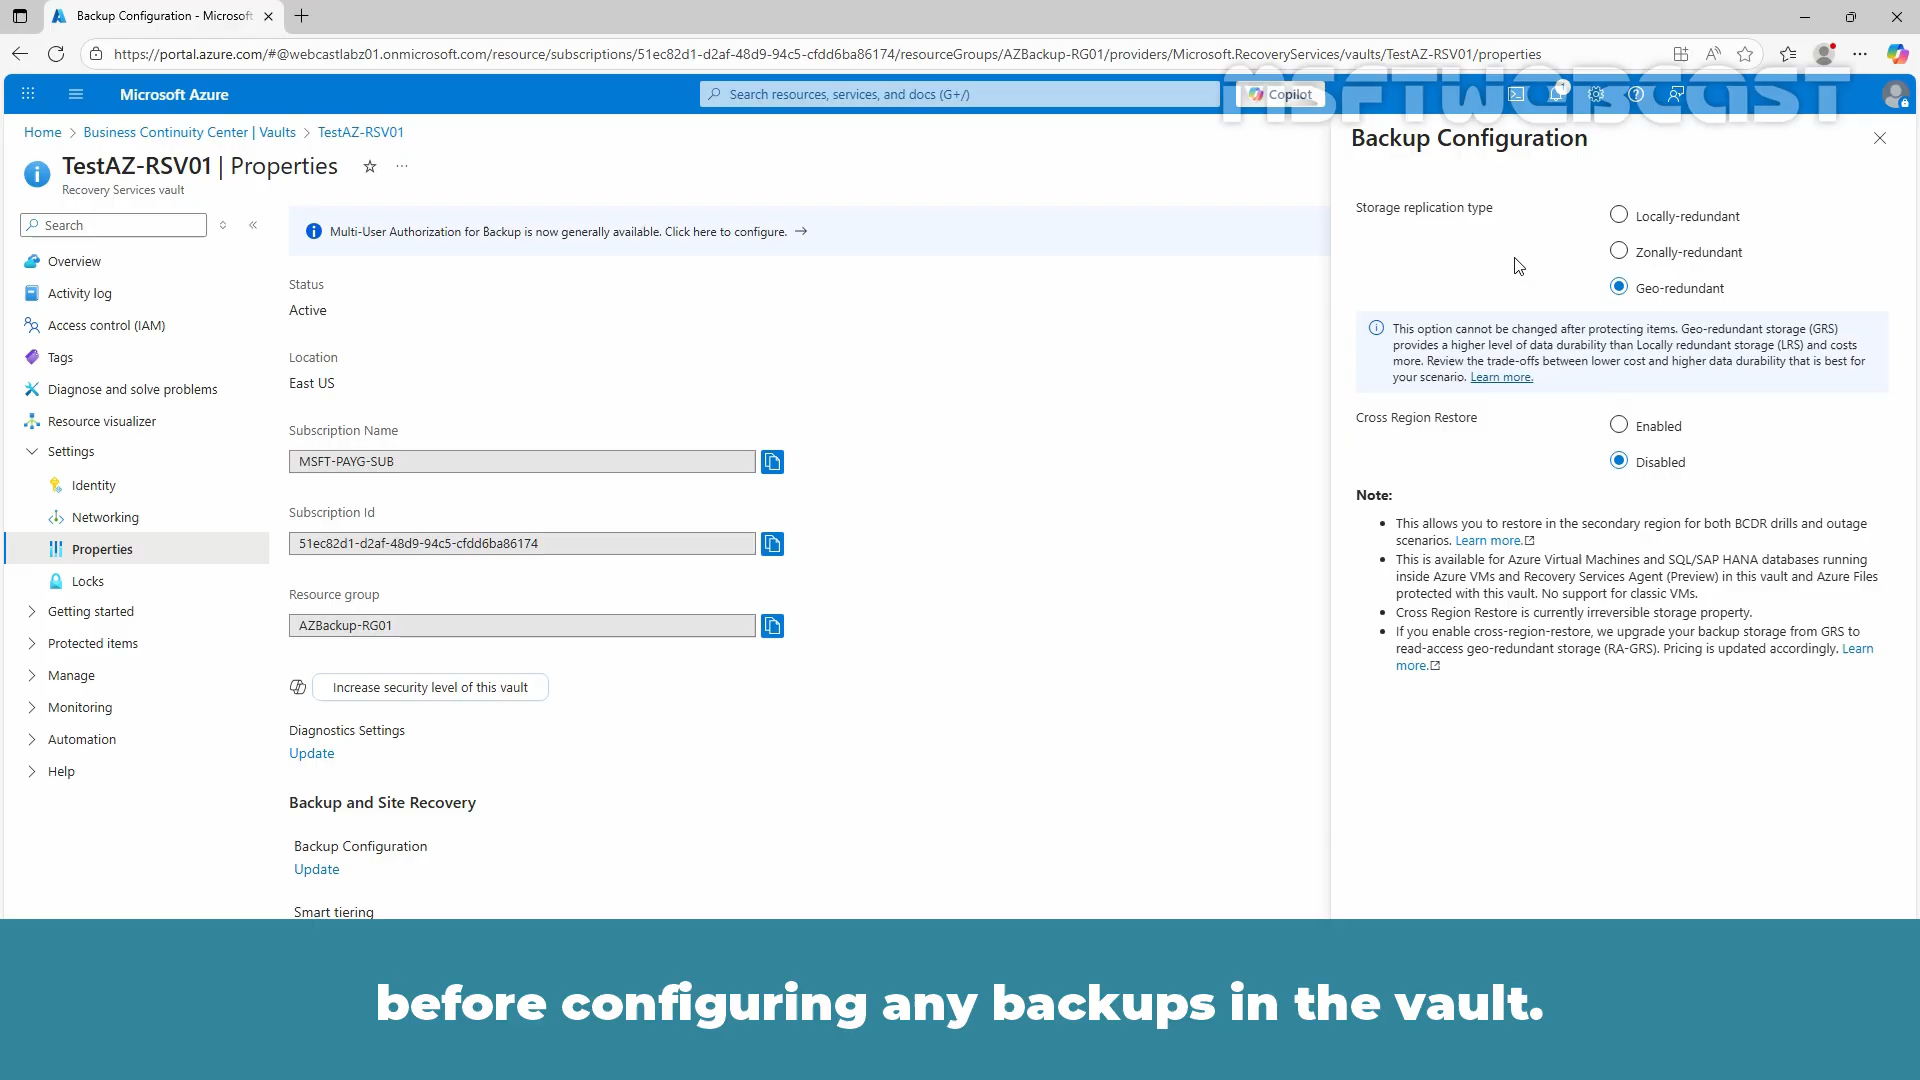 Backup Configuration - Microsoft
https://portal.azure.com/#@webcastlabz01.onmicrosoft.com/resource/subscriptions/51ec82d1-d2af-48d9-94c5-cfdd6ba86174/resourceGroups/AZBackup-RG01/providers/Microsoft.RecoveryServices/vaults/TestAZ-RSV01/properties
MSFTWEBCAST
Microsoft Azure
Search resources, services, and docs (G+/)
Copilot
1
Home > Business Continuity Center | Vaults > TestAZ-RSV01
TestAZ-RSV01 | Properties
Recovery Services vault
Search
Overview
Activity log
Access control (IAM)
Tags
Diagnose and solve problems
Resource visualizer
Settings
Identity
Networking
Properties
Locks
Getting started
Protected items
Manage
Monitoring
Automation
Help
Multi-User Authorization for Backup is now generally available. Click here to configure. →
Status
Active
Location
East US
Subscription Name
MSFT-PAYG-SUB
Subscription Id
51ec82d1-d2af-48d9-94c5-cfdd6ba86174
Resource group
AZBackup-RG01
Increase security level of this vault
Diagnostics Settings
Update
Backup and Site Recovery
Backup Configuration
Update
Smart tiering
Backup Configuration
Storage replication type
Locally-redundant
Zonally-redundant
Geo-redundant
This option cannot be changed after protecting items. Geo-redundant storage (GRS)
provides a higher level of data durability than Locally redundant storage (LRS) and costs
more. Review the trade-offs between lower cost and higher data durability that is best for
your scenario. Learn more.
Cross Region Restore
Enabled
Disabled
Note:
• This allows you to restore in the secondary region for both BCDR drills and outage
scenarios. Learn more.
• This is available for Azure Virtual Machines and SQL/SAP HANA databases running
inside Azure VMs and Recovery Services Agent (Preview) in this vault and Azure Files
protected with this vault. No support for classic VMs.
• Cross Region Restore is currently irreversible storage property.
• If you enable cross-region-restore, we upgrade your backup storage from GRS to
read-access geo-redundant storage (RA-GRS). Pricing is updated accordingly. Learn
more.
before configuring any backups in the vault.